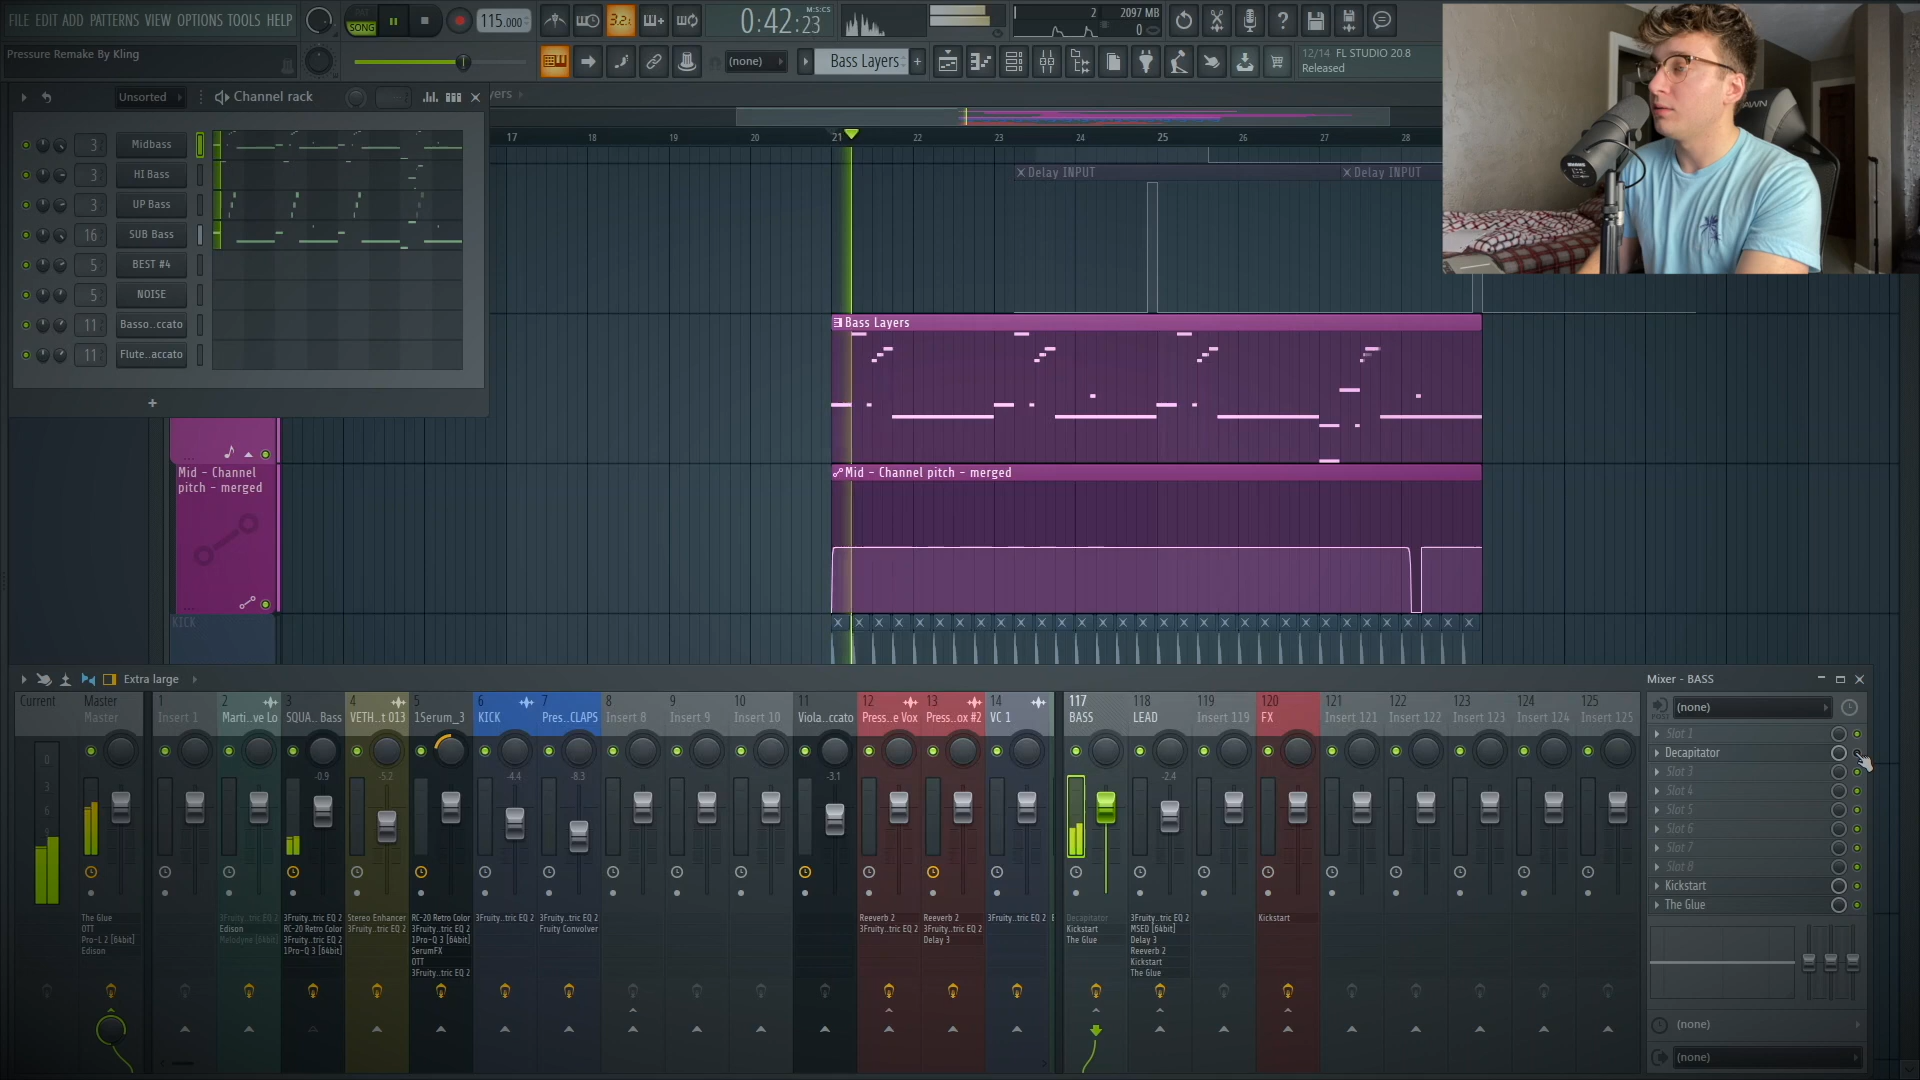 FILE EDIT ADD PATTERNS VIEW OPTIONS TOOLS HELP
Pressure Remake By Kling
SONG
115.000
3.2.
0:42:23
M:S:CS
2
2097 MB
0
(none)
Bass Layers
12/14 FL STUDIO 20.8
Released
Unsorted
Channel rack
3 Midbass
3 HI Bass
3 UP Bass
16 SUB Bass
5 BEST #4
5 NOISE
11 Basso..ccato
11 Flute..accato
17 18 19 20 21 22 23 24 25 26 27 28
Delay INPUT
Delay INPUT
Bass Layers
Mid - Channel
pitch - merged
Mid - Channel pitch - merged
KICK
Extra large
Mixer - BASS
Current
Master
Master
1
Insert 1
2
Marti..ve Lo
3
SQUA.. Bass
4
VETH..t 013
5
1Serum_3
6
KICK
7
Pres..CLAPS
8
Insert 8
9
Insert 9
10
Insert 10
11
Viola..ccato
12
Press..e Vox
13
Press..ox #2
14
VC 1
117
BASS
118
LEAD
119
Insert 119
120
FX
121
Insert 121
122
Insert 122
123
Insert 123
124
Insert 124
125
Insert 125
-0.9
-5.2
-4.4
-8.3
-3.1
-2.4
The Glue
OTT
Pro-L 2 [64bit]
Edison
3Fruity..tric EQ 2
Edison
Melodyne [64bit]
3Fruity..tric EQ 2
RC-20 Retro Color
1Pro-Q 3 [64bit]
Stereo Enhancer
3Fruity..tric EQ 2
RC-20 Retro Color
3Fruity..tric EQ 2
1Pro-Q 3 [64bit]
SerumFX
OTT
3Fruity..tric EQ 2
3Fruity..tric EQ 2
3Fruity..tric EQ 2
Fruity Convolver
Reeverb 2
3Fruity..tric EQ 2
Reeverb 2
3Fruity..tric EQ 2
Delay 3
3Fruity..tric EQ 2
Decapitator
Kickstart
The Glue
3Fruity..tric EQ 2
MSED [64bit]
Delay 3
Reeverb 2
Kickstart
The Glue
Kickstart
(none)
Slot 1
Decapitator
Slot 3
Slot 4
Slot 5
Slot 6
Slot 7
Slot 8
Kickstart
The Glue
(none)
(none)